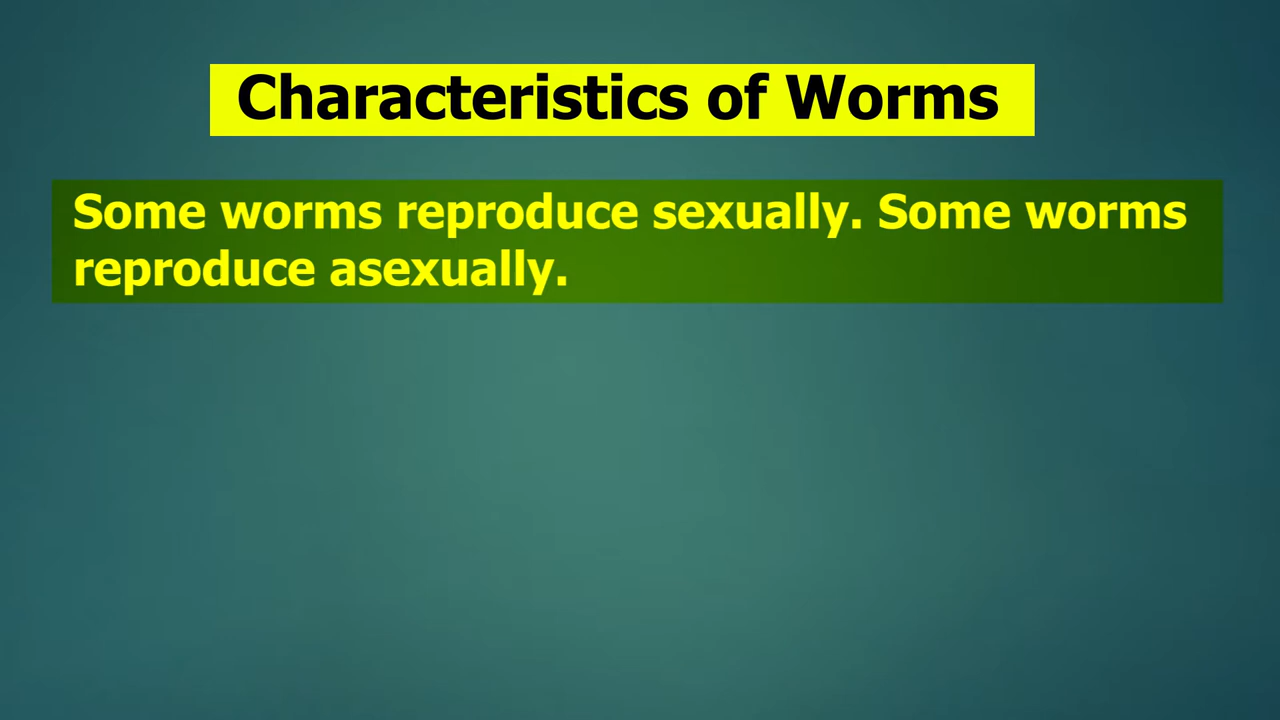 Characteristics of Worms
Some worms reproduce sexually. Some worms
reproduce asexually.